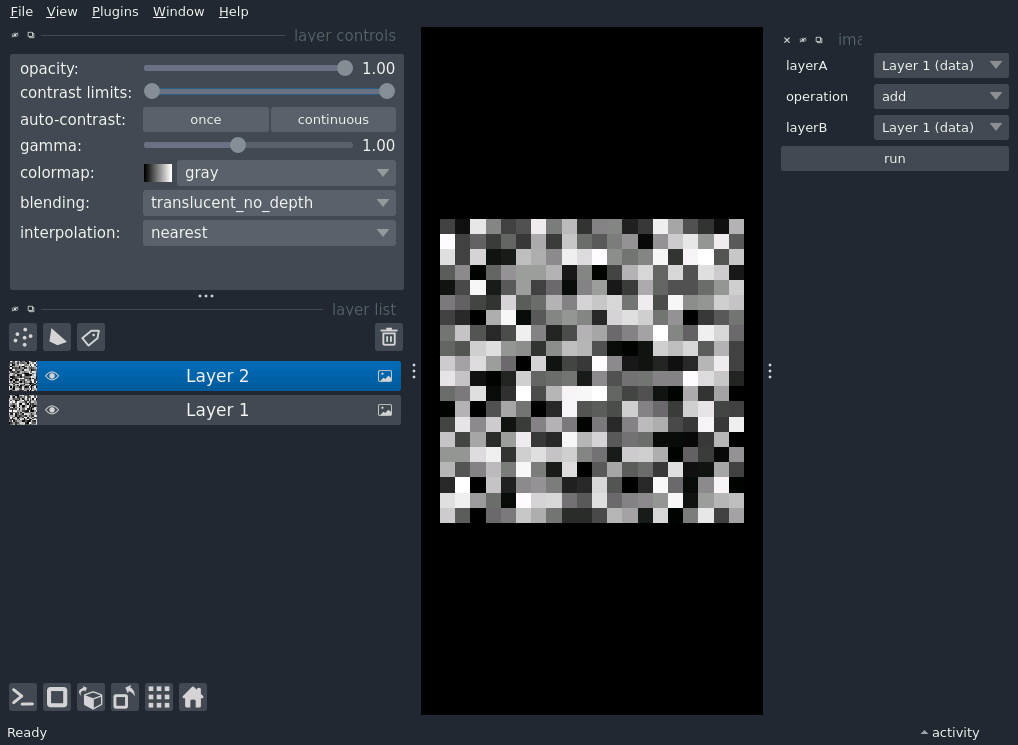 File View Plugins Window Help
layer controls
opacity: 1.00
contrast limits:
auto-contrast: once continuous
gamma: 1.00
colormap: gray
blending: translucent_no_depth
interpolation: nearest
layer list
Layer 2
Layer 1
ima
layerA Layer 1 (data)
operation add
layerB Layer 1 (data)
run
Ready
activity